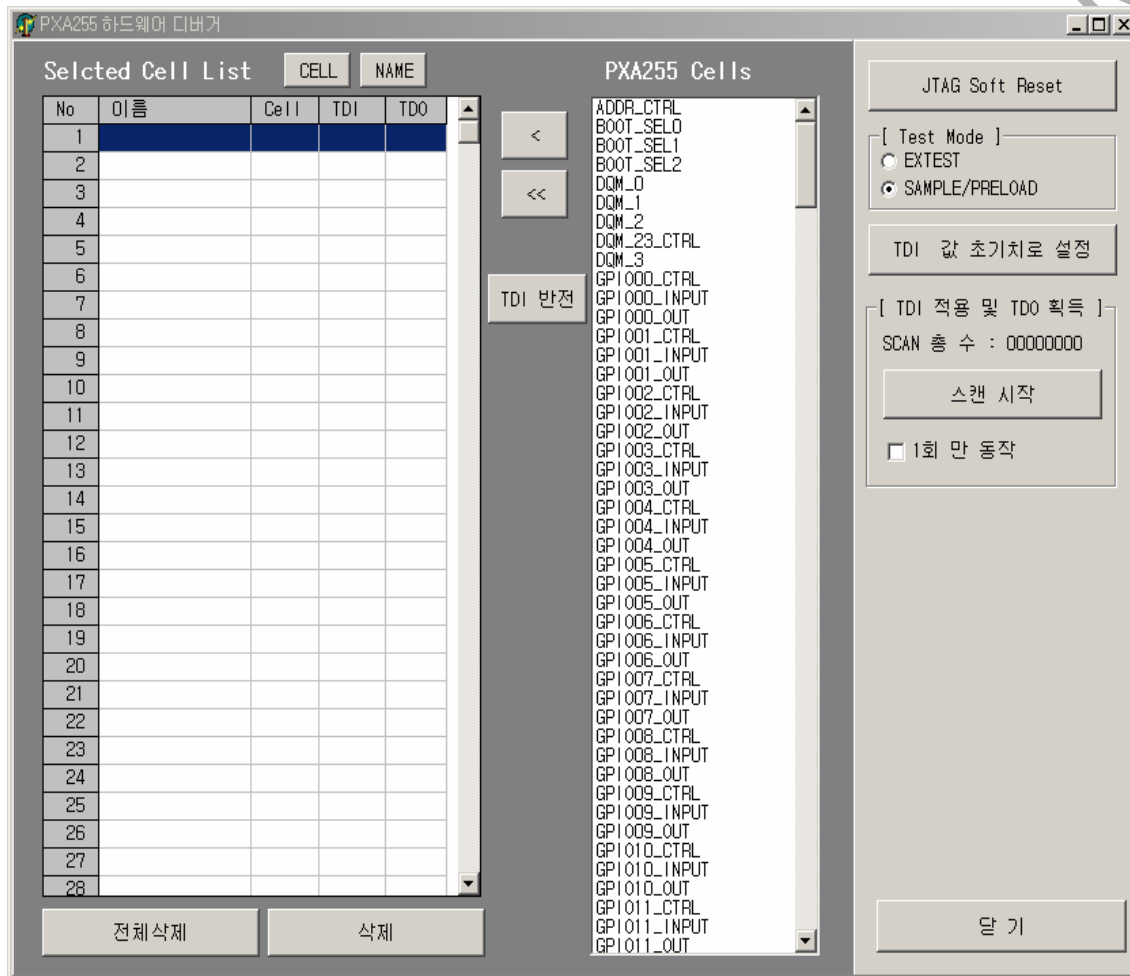 PXA255 하드웨어 디버거
Selcted Cell List
CELL
NAME
No 이름 Cell TDI TDO
1
2
3
4
5
6
7
8
9
10
11
12
13
14
15
16
17
18
19
20
21
22
23
24
25
26
27
28
전체삭제
삭제
<
<<
TDI 반전
PXA255 Cells
ADDR_CTRL
BOOT_SEL0
BOOT_SEL1
BOOT_SEL2
DQM_0
DQM_1
DQM_2
DQM_23_CTRL
DQM_3
GPIO00_CTRL
GPIO00_INPUT
GPIO00_OUT
GPIO01_CTRL
GPIO01_INPUT
GPIO01_OUT
GPIO02_CTRL
GPIO02_INPUT
GPIO02_OUT
GPIO03_CTRL
GPIO03_INPUT
GPIO03_OUT
GPIO04_CTRL
GPIO04_INPUT
GPIO04_OUT
GPIO05_CTRL
GPIO05_INPUT
GPIO05_OUT
GPIO06_CTRL
GPIO06_INPUT
GPIO06_OUT
GPIO07_CTRL
GPIO07_INPUT
GPIO07_OUT
GPIO08_CTRL
GPIO08_INPUT
GPIO08_OUT
GPIO09_CTRL
GPIO09_INPUT
GPIO09_OUT
GPIO10_CTRL
GPIO10_INPUT
GPIO10_OUT
GPIO11_CTRL
GPIO11_INPUT
GPIO11_OUT
JTAG Soft Reset
[ Test Mode ]
EXTEST
SAMPLE/PRELOAD
TDI 값 초기치로 설정
[ TDI 적용 및 TDO 획득 ]
SCAN 총 수 : 00000000
스캔 시작
1회 만 동작
닫 기